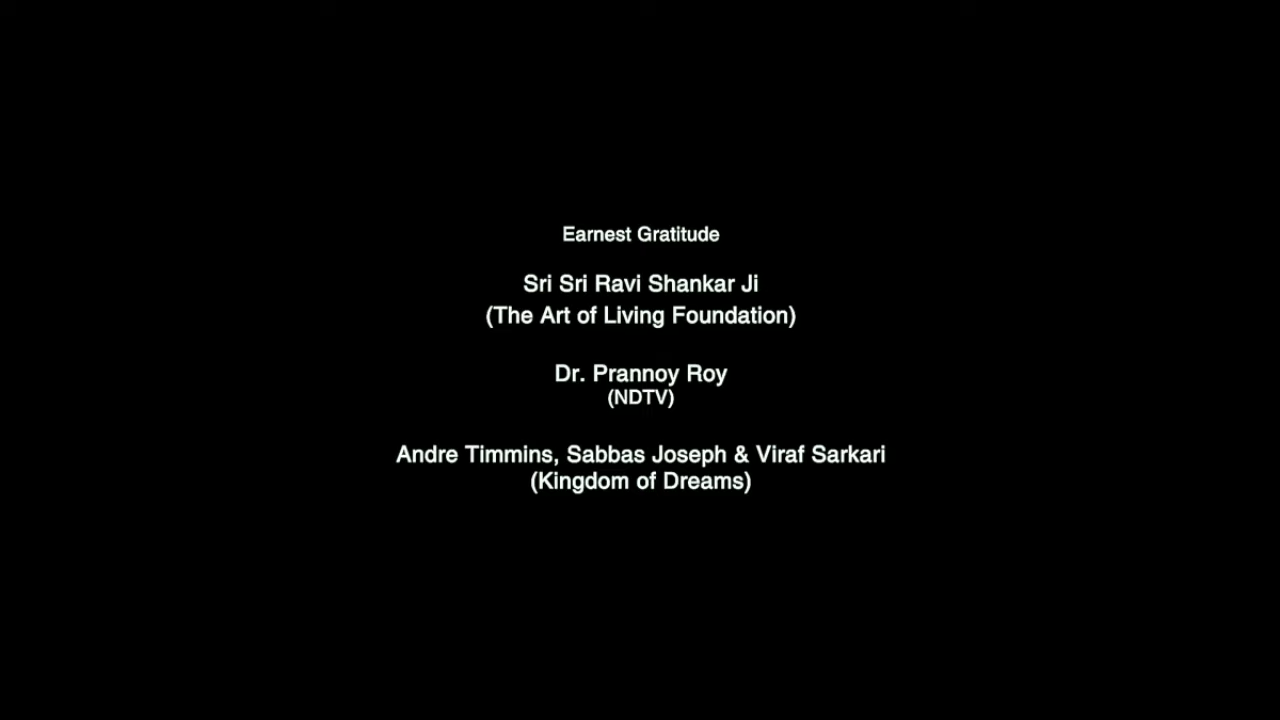 Earnest Gratitude
Sri Sri Ravi Shankar Ji
(The Art of Living Foundation)
Dr. Prannoy Roy
(NDTV)
Andre Timmins, Sabbas Joseph & Viraf Sarkari
(Kingdom of Dreams)